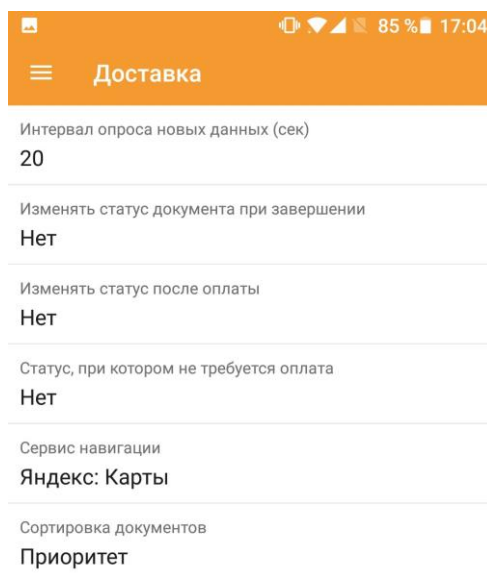 85 % 17:04
Доставка
Интервал опроса новых данных (сек)
20
Изменять статус документа при завершении
Нет
Изменять статус после оплаты
Нет
Статус, при котором не требуется оплата
Нет
Сервис навигации
Яндекс: Карты
Сортировка документов
Приоритет